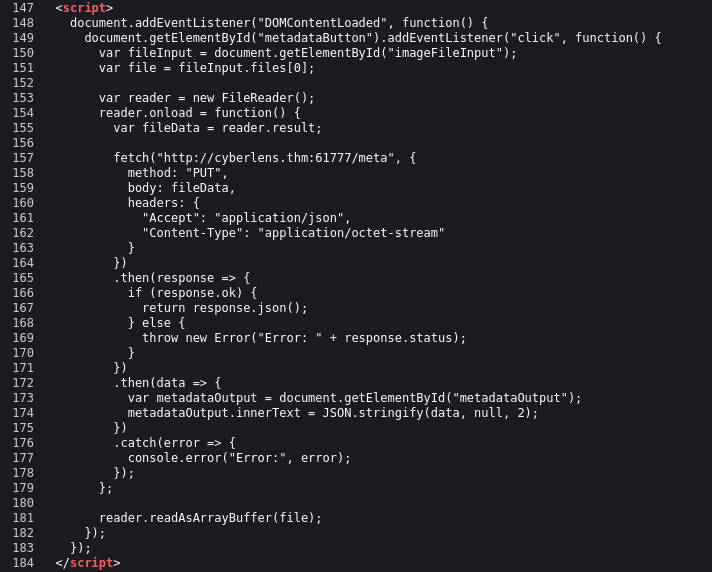 147   <script>
148     document.addEventListener("DOMContentLoaded", function() {
149       document.getElementById("metadataButton").addEventListener("click", function() {
150         var fileInput = document.getElementById("imageFileInput");
151         var file = fileInput.files[0];
152
153         var reader = new FileReader();
154         reader.onload = function() {
155           var fileData = reader.result;
156
157           fetch("http://cyberlens.thm:61777/meta", {
158             method: "PUT",
159             body: fileData,
160             headers: {
161               "Accept": "application/json",
162               "Content-Type": "application/octet-stream"
163             }
164           })
165           .then(response => {
166             if (response.ok) {
167               return response.json();
168             } else {
169               throw new Error("Error: " + response.status);
170             }
171           })
172           .then(data => {
173             var metadataOutput = document.getElementById("metadataOutput");
174             metadataOutput.innerText = JSON.stringify(data, null, 2);
175           })
176           .catch(error => {
177             console.error("Error:", error);
178           });
179         };
180
181         reader.readAsArrayBuffer(file);
182       });
183     });
184   </script>